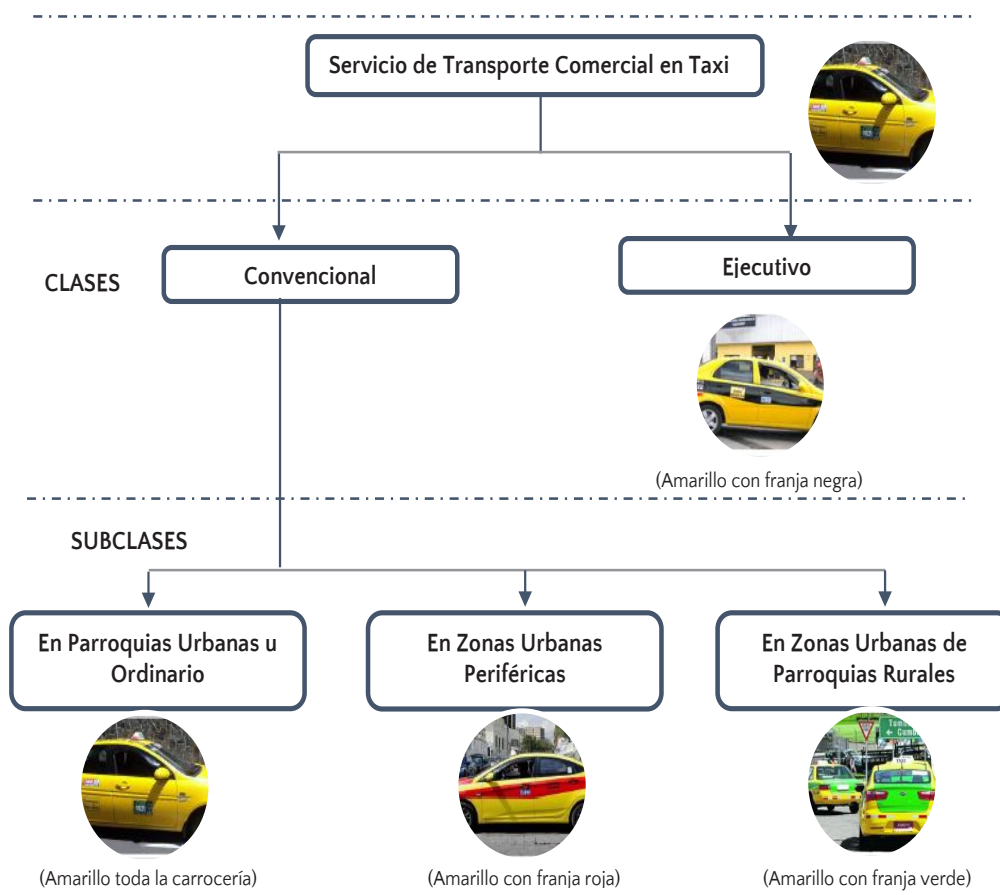 Servicio de Transporte Comercial en Taxi
CLASES
Convencional
Ejecutivo
(Amarillo con franja negra)
SUBCLASES
En Parroquias Urbanas u
Ordinario
En Zonas Urbanas
Periféricas
En Zonas Urbanas de
Parroquias Rurales
(Amarillo toda la carrocería)
(Amarillo con franja roja)
(Amarillo con franja verde)